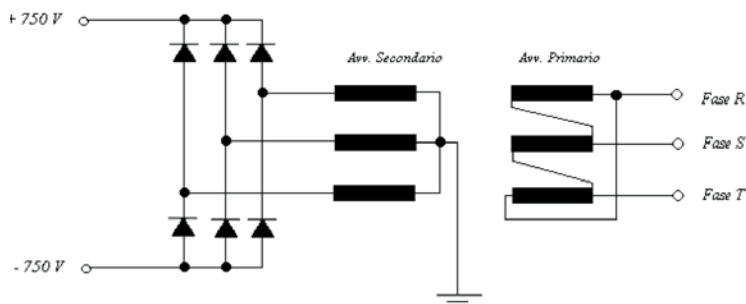 + 750 V
Avv. Secondario
Avv. Primario
Fase R
Fase S
Fase T
- 750 V